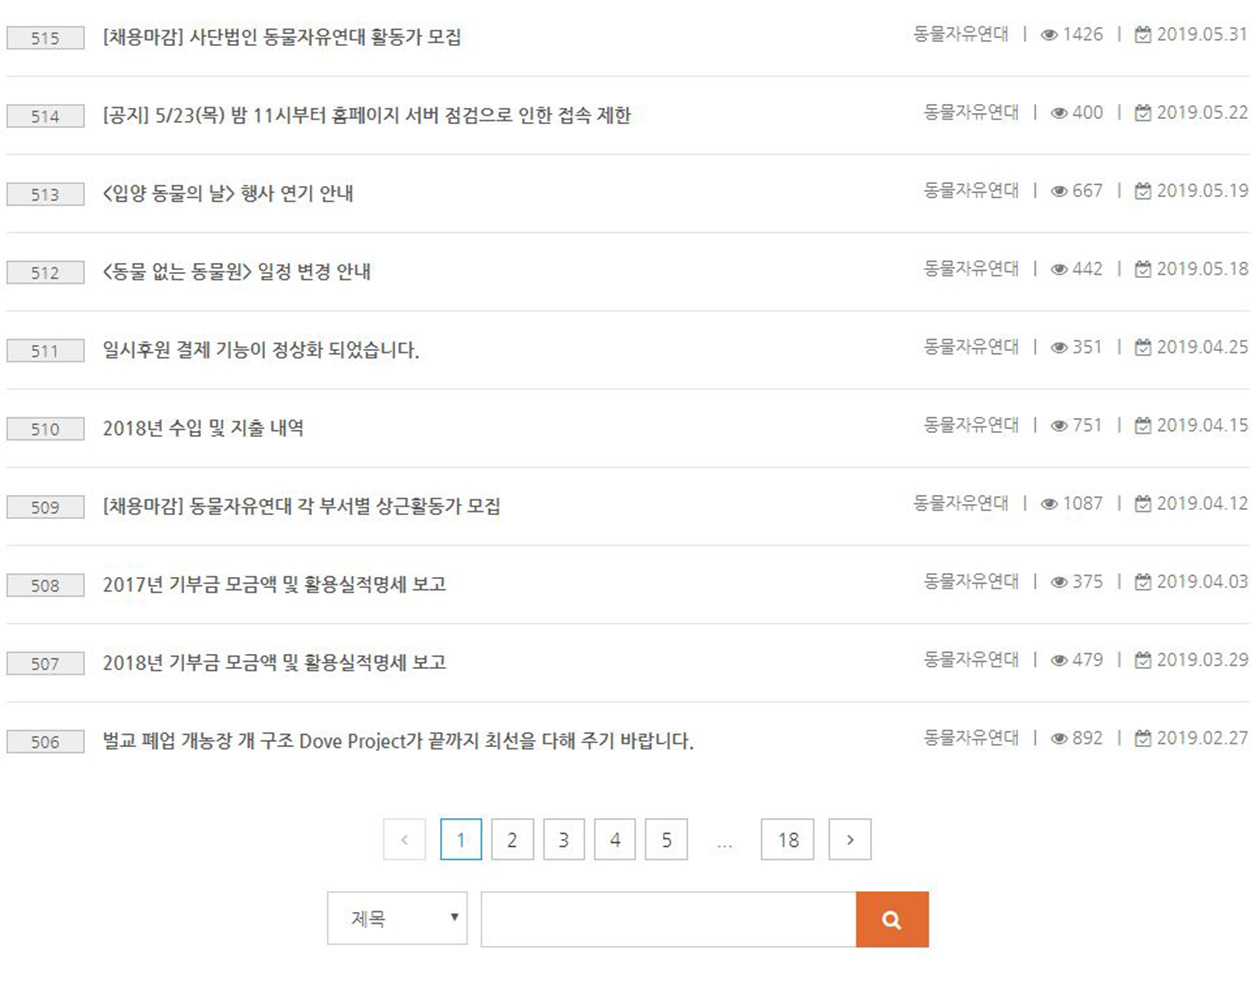 515 [채용마감] 사단법인 동물자유연대 활동가 모집 동물자유연대 | 1426 | 2019.05.31
514 [공지] 5/23(목) 밤 11시부터 홈페이지 서버 점검으로 인한 접속 제한 동물자유연대 | 400 | 2019.05.22
513 <입양 동물의 날> 행사 연기 안내 동물자유연대 | 667 | 2019.05.19
512 <동물 없는 동물원> 일정 변경 안내 동물자유연대 | 442 | 2019.05.18
511 일시후원 결제 기능이 정상화 되었습니다. 동물자유연대 | 351 | 2019.04.25
510 2018년 수입 및 지출 내역 동물자유연대 | 751 | 2019.04.15
509 [채용마감] 동물자유연대 각 부서별 상근활동가 모집 동물자유연대 | 1087 | 2019.04.12
508 2017년 기부금 모금액 및 활용실적명세 보고 동물자유연대 | 375 | 2019.04.03
507 2018년 기부금 모금액 및 활용실적명세 보고 동물자유연대 | 479 | 2019.03.29
506 벌교 폐업 개농장 개 구조 Dove Project가 끝까지 최선을 다해 주기 바랍니다. 동물자유연대 | 892 | 2019.02.27
‹ 1 2 3 4 5 ... 18 ›
제목